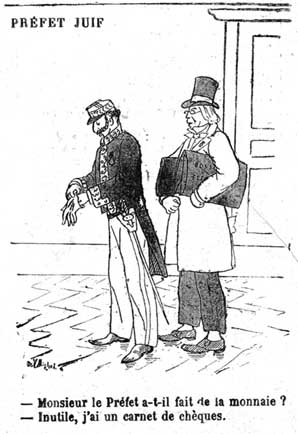 PRÉFET JUIF
— Monsieur le Préfet a-t-il fait de la monnaie ?
— Inutile, j'ai un carnet de chèques.